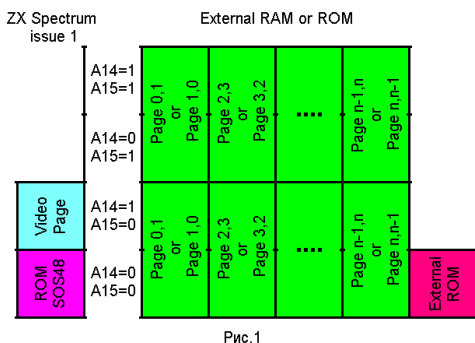 ZX Spectrum
issue 1
External RAM or ROM
A14=1
A15=1
A14=0
A15=1
A14=1
A15=0
A14=0
A15=0
Video
Page
ROM
SOS48
Page 0,1
or
Page 1,0
Page 2,3
or
Page 3,2
....
Page n-1,n
or
Page n,n-1
Page 0,1
or
Page 1,0
Page 2,3
or
Page 3,2
....
Page n-1,n
or
Page n,n-1
External
ROM
Рис.1